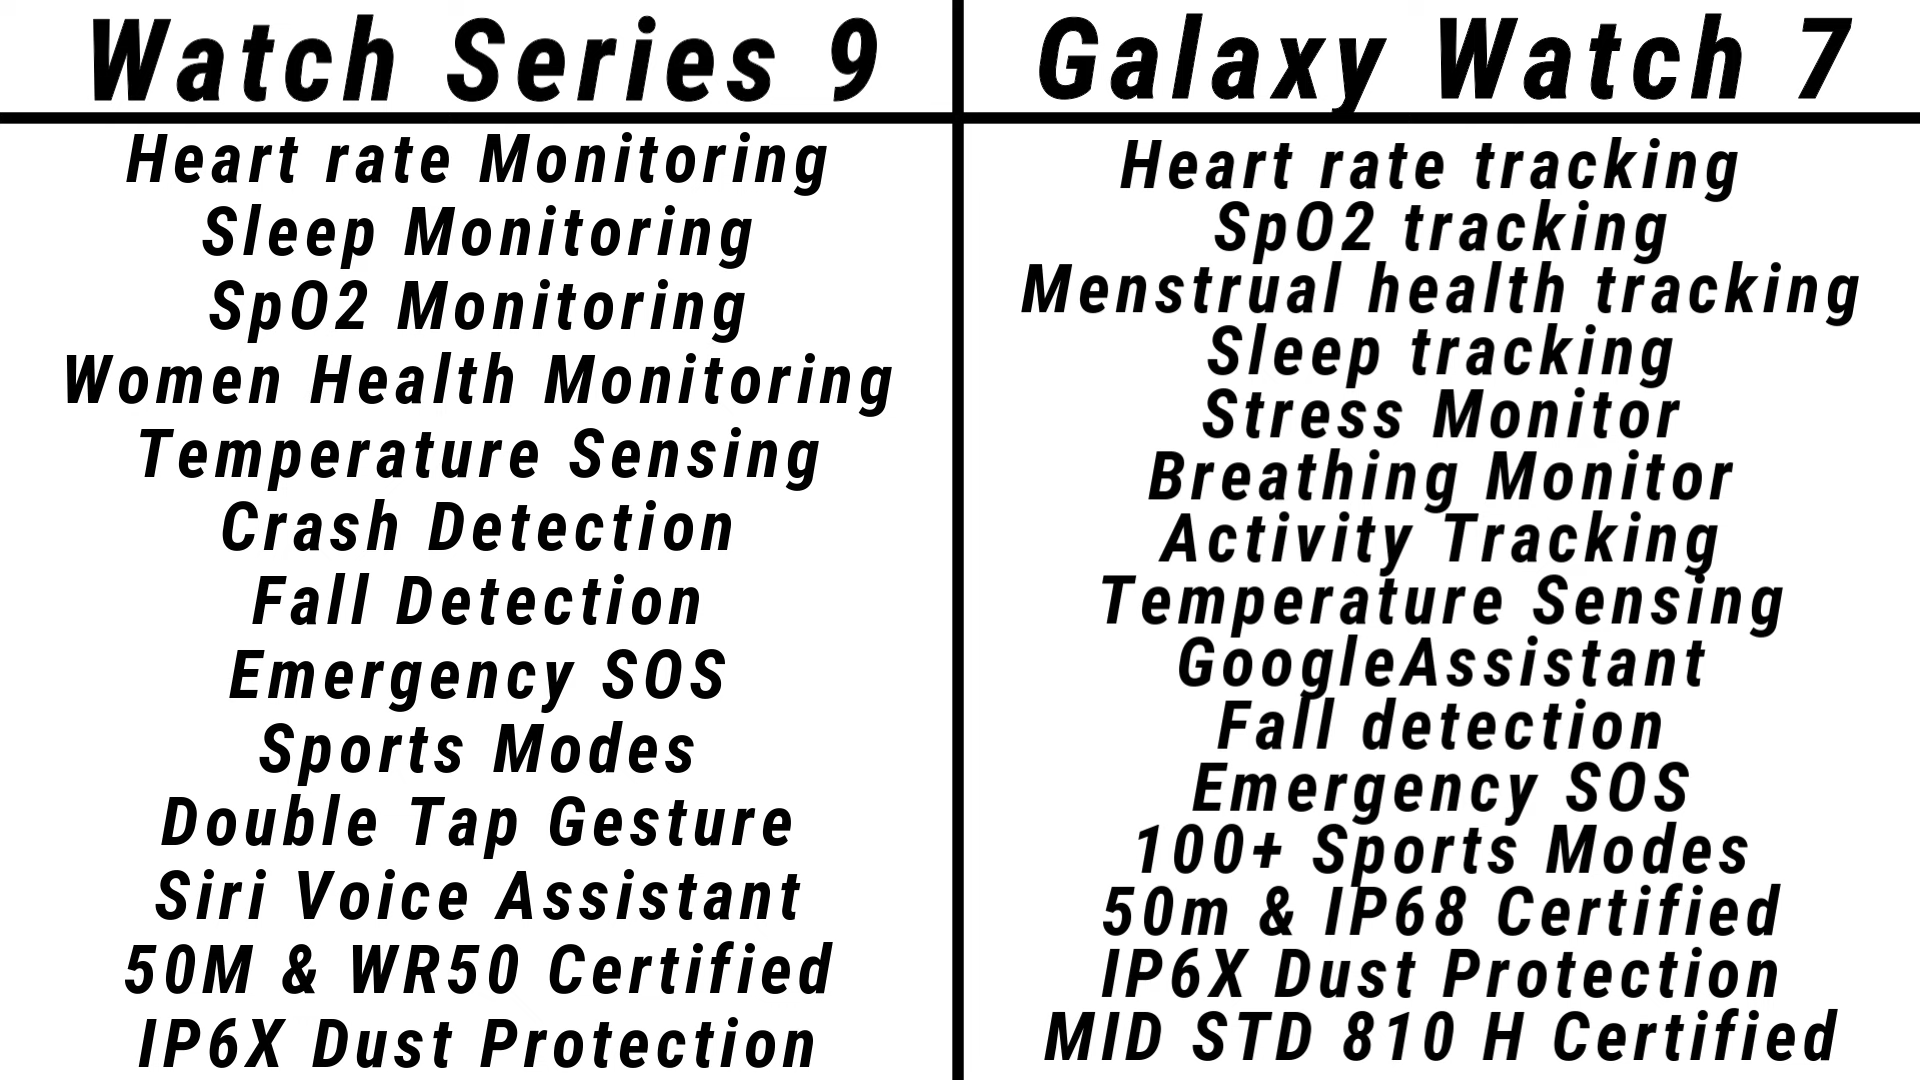 Watch Series 9
Heart rate Monitoring
Sleep Monitoring
SpO2 Monitoring
Women Health Monitoring
Temperature Sensing
Crash Detection
Fall Detection
Emergency SOS
Sports Modes
Double Tap Gesture
Siri Voice Assistant
50M & WR50 Certified
IP6X Dust Protection
Galaxy Watch 7
Heart rate tracking
SpO2 tracking
Menstrual health tracking
Sleep tracking
Stress Monitor
Breathing Monitor
Activity Tracking
Temperature Sensing
GoogleAssistant
Fall detection
Emergency SOS
100+ Sports Modes
50m & IP68 Certified
IP6X Dust Protection
MID STD 810 H Certified